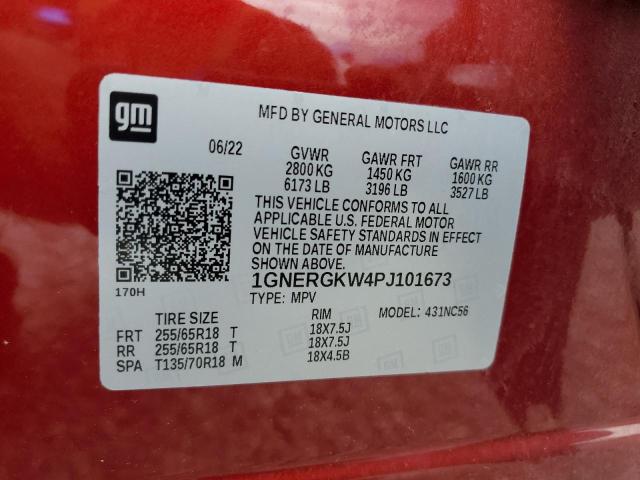 gm
MFD BY GENERAL MOTORS LLC
06/22 GVWR GAWR FRT GAWR RR
2800 KG 1450 KG 1600 KG
6173 LB 3196 LB 3527 LB
THIS VEHICLE CONFORMS TO ALL
APPLICABLE U.S. FEDERAL MOTOR
VEHICLE SAFETY STANDARDS IN EFFECT
ON THE DATE OF MANUFACTURE
SHOWN ABOVE.
170H
1GNERGKW4PJ101673
TYPE: MPV MODEL: 431NC56
TIRE SIZE RIM
FRT 255/65R18 T 18X7.5J
RR 255/65R18 T 18X7.5J
SPA T135/70R18 M 18X4.5B